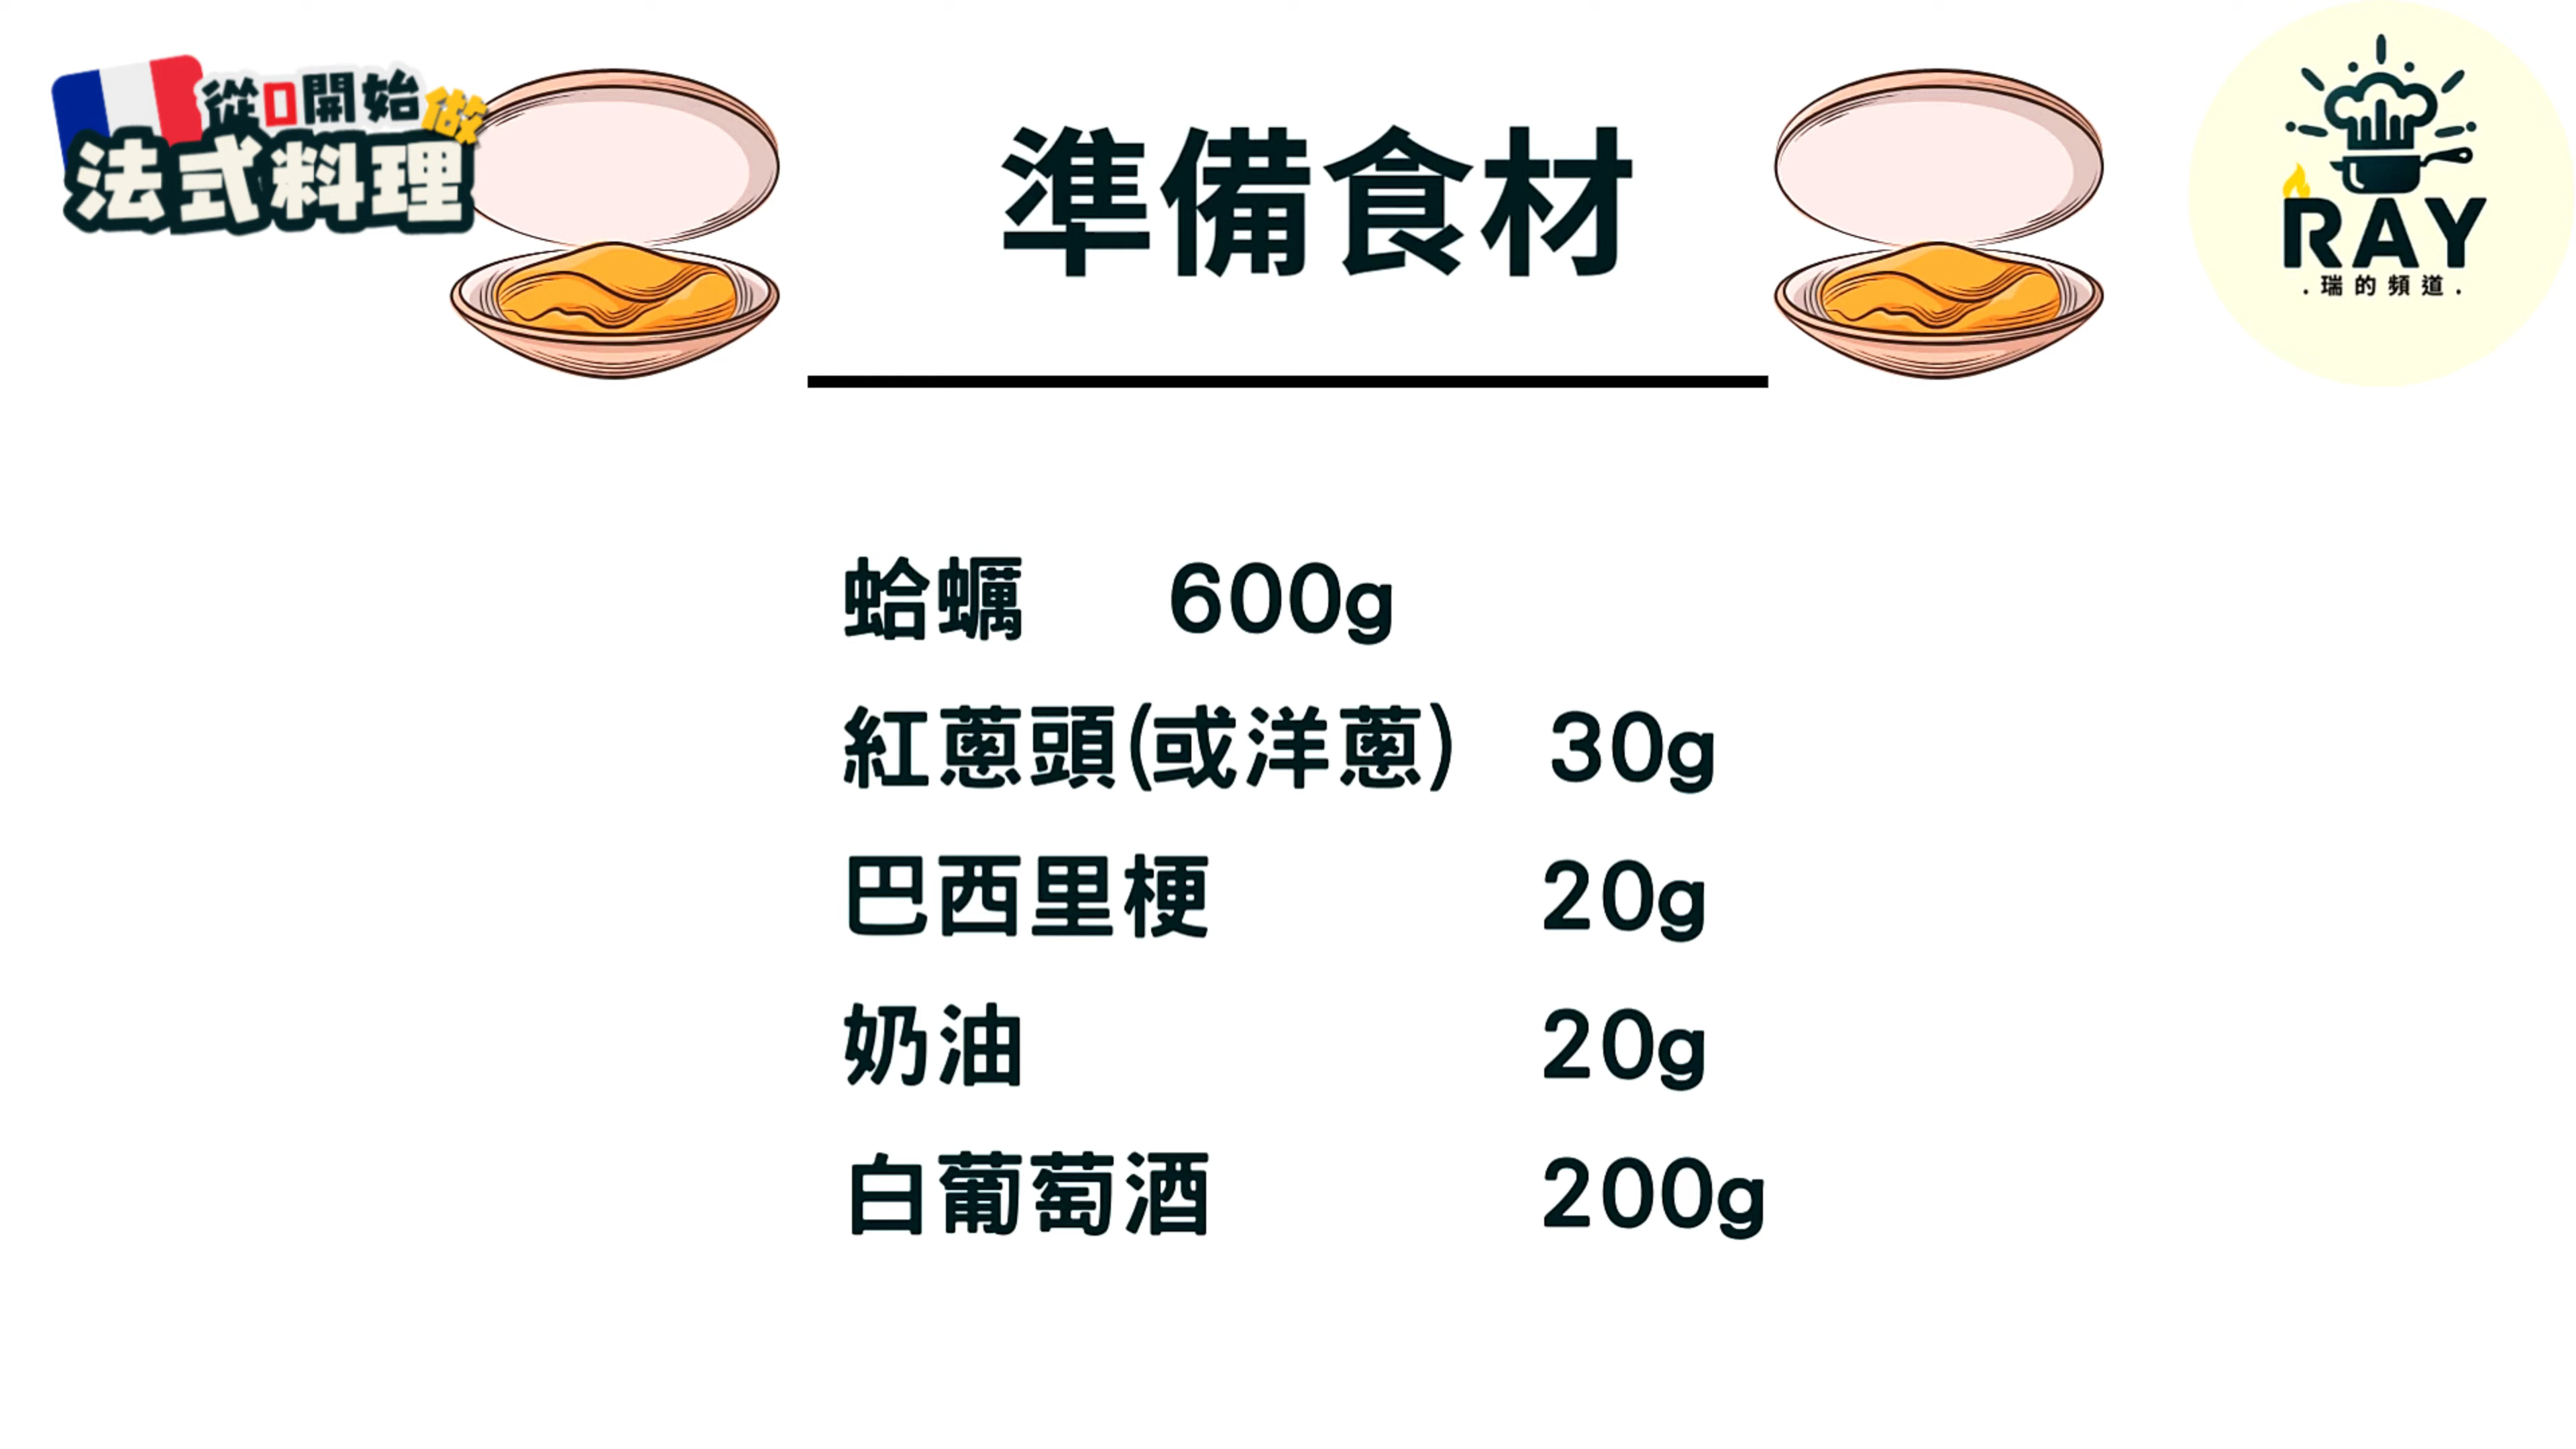 從0開始做
法式料理
準備食材
RAY
.瑞的頻道.
蛤蠣 600g
紅蔥頭(或洋蔥) 30g
巴西里梗 20g
奶油 20g
白葡萄酒 200g